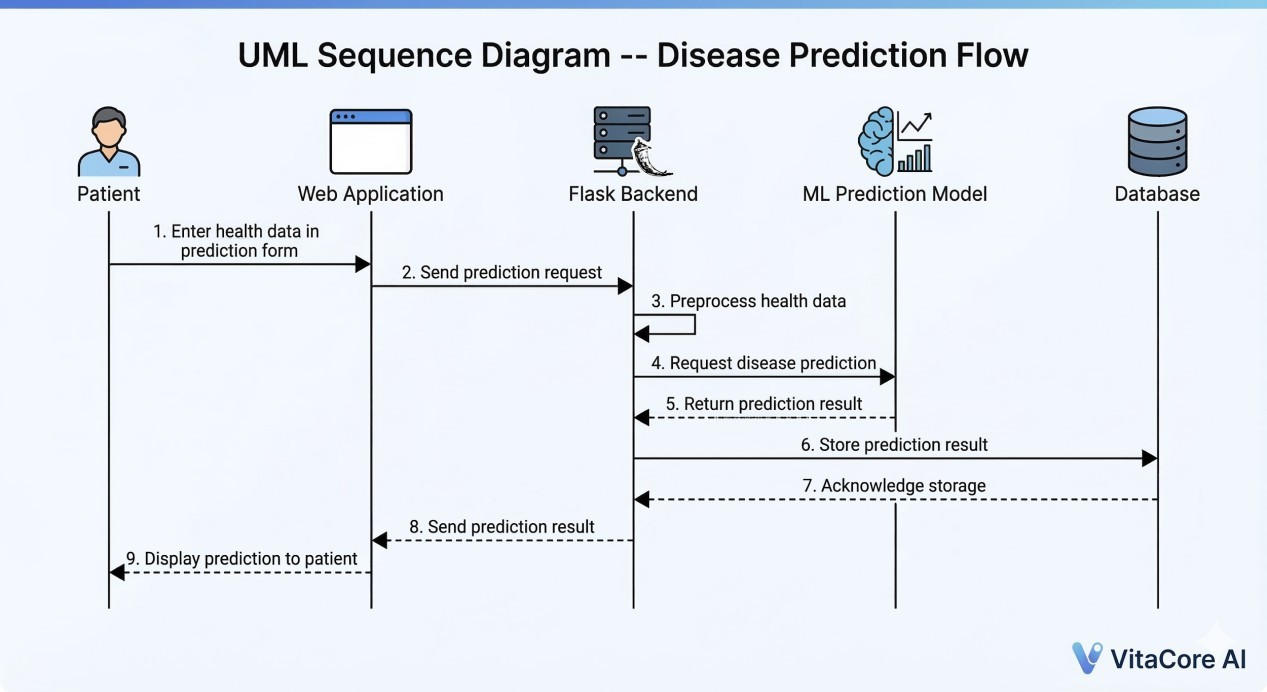 UML Sequence Diagram -- Disease Prediction Flow
Patient
Web Application
Flask Backend
ML Prediction Model
Database
1. Enter health data in
prediction form
2. Send prediction request
3. Preprocess health data
4. Request disease prediction
5. Return prediction result
6. Store prediction result
7. Acknowledge storage
8. Send prediction result
9. Display prediction to patient
VitaCore AI